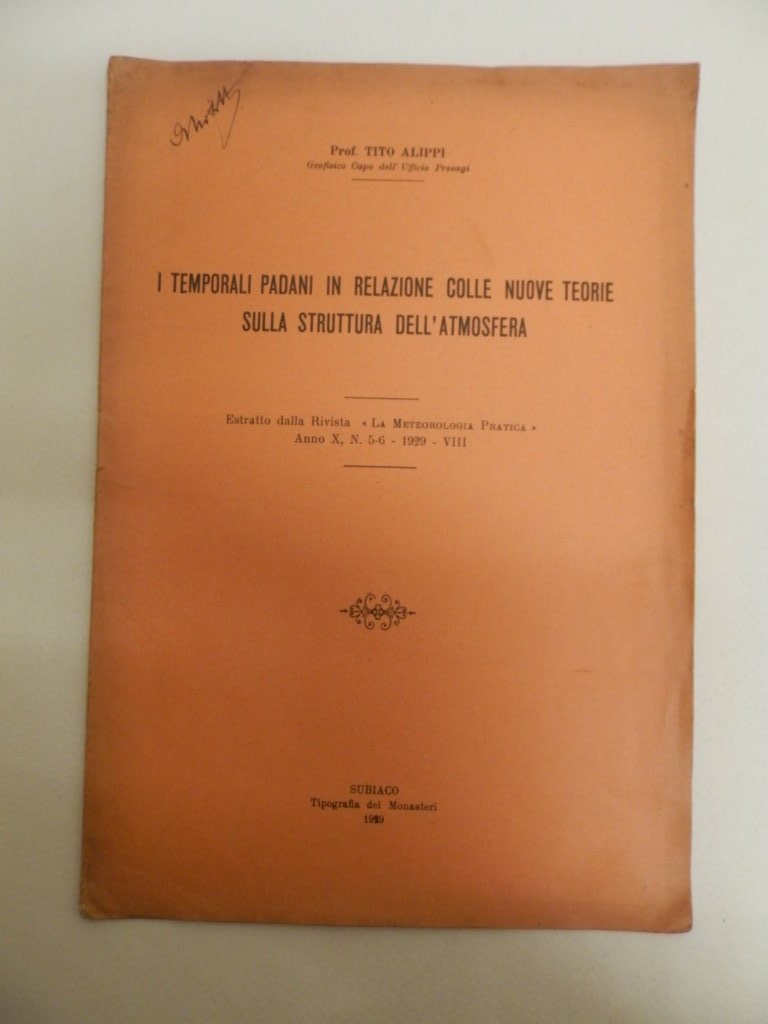 Prof. TITO ALIPPI
Geofisico Capo dell' Ufficio Presagi
I TEMPORALI PADANI IN RELAZIONE COLLE NUOVE TEORIE
SULLA STRUTTURA DELL'ATMOSFERA
Estratto dalla Rivista « LA METEOROLOGIA PRATICA »
Anno X, N. 5-6 - 1929 - VIII
SUBIACO
Tipografia dei Monasteri
1929